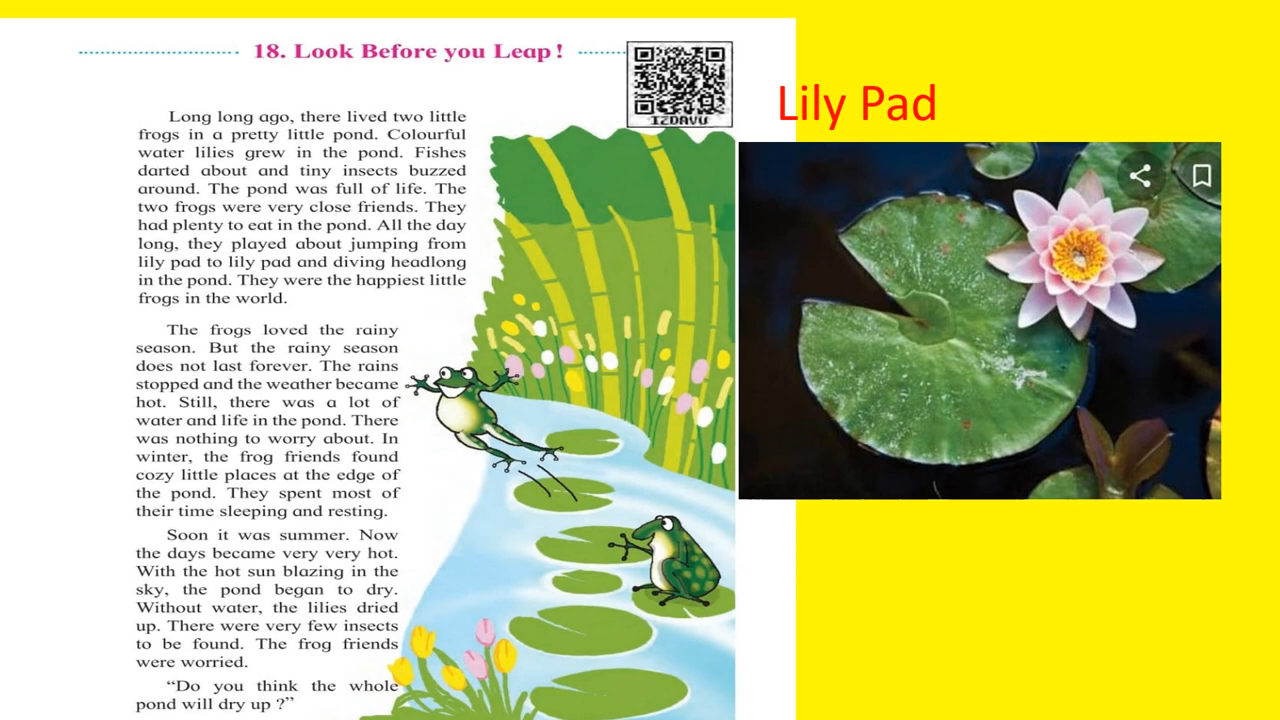 18. Look Before you Leap !
IZDAVU
Lily Pad
Long long ago, there lived two little
frogs in a pretty little pond. Colourful
water lilies grew in the pond. Fishes
darted about and tiny insects buzzed
around. The pond was full of life. The
two frogs were very close friends. They
had plenty to eat in the pond. All the day
long, they played about jumping from
lily pad to lily pad and diving headlong
in the pond. They were the happiest little
frogs in the world.
The frogs loved the rainy
season. But the rainy season
does not last forever. The rains
stopped and the weather became
hot. Still, there was a lot of
water and life in the pond. There
was nothing to worry about. In
winter, the frog friends found
cozy little places at the edge of
the pond. They spent most of
their time sleeping and resting.
Soon it was summer. Now
the days became very very hot.
With the hot sun blazing in the
sky, the pond began to dry.
Without water, the lilies dried
up. There were very few insects
to be found. The frog friends
were worried.
“Do you think the whole
pond will dry up ?”